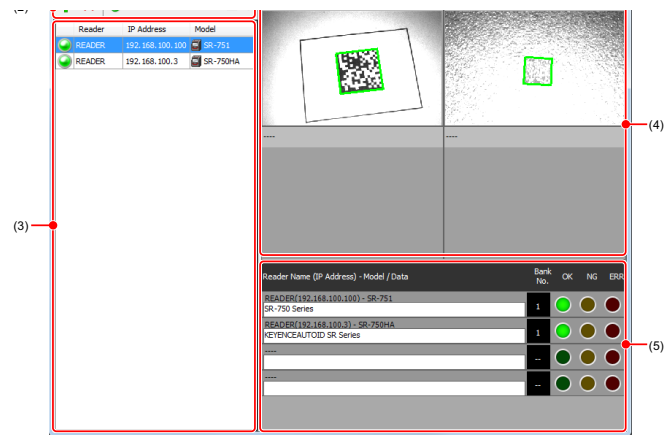 Reader IP Address Model
READER 192.168.100.100 SR-751
READER 192.168.100.3 SR-750HA
(3)
(4)
---- ----
Reader Name (IP Address) - Model / Data Bank No. OK NG ERR
READER(192.168.100.100) - SR-751
SR-750 Series 1
READER(192.168.100.3) - SR-750HA
KEYENCEAUTOID SR Series 1
(5)
----
--
----
--